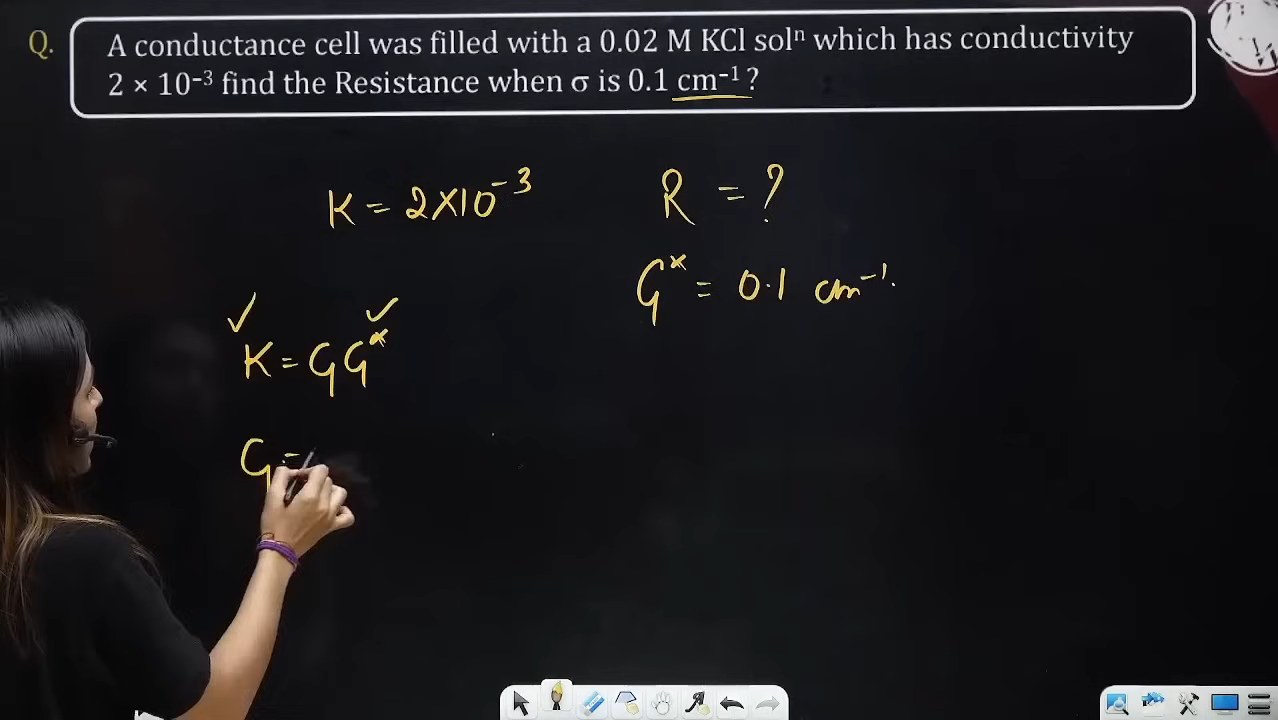 Q. A conductance cell was filled with a 0.02 M KCl solⁿ which has conductivity
2 × 10⁻³ find the Resistance when σ is 0.1 cm⁻¹ ?
K = 2×10⁻³
R = ?
G* = 0.1 cm⁻¹.
K = GG*
G =